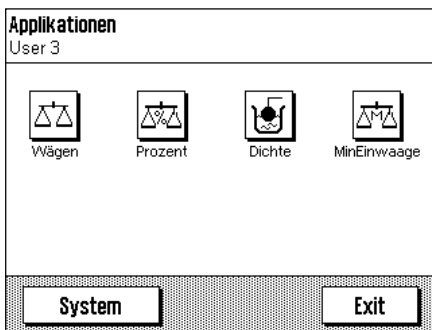 Applikationen
User 3
Wägen Prozent Dichte MinEinwaage
System Exit